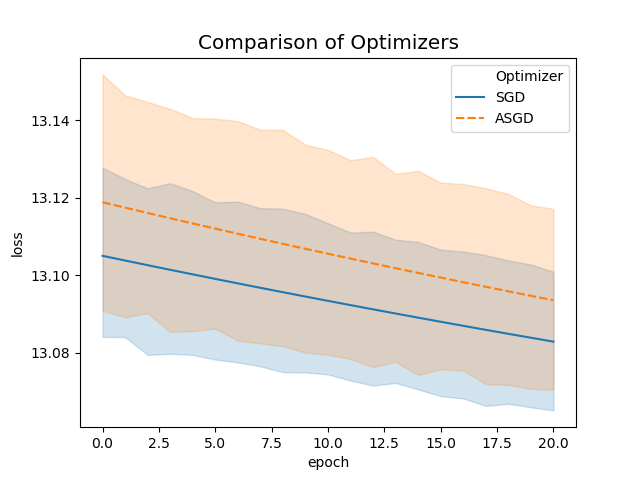 Comparison of Optimizers
Optimizer
SGD
ASGD
13.14
13.12
13.10
13.08
loss
0.0 2.5 5.0 7.5 10.0 12.5 15.0 17.5 20.0
epoch